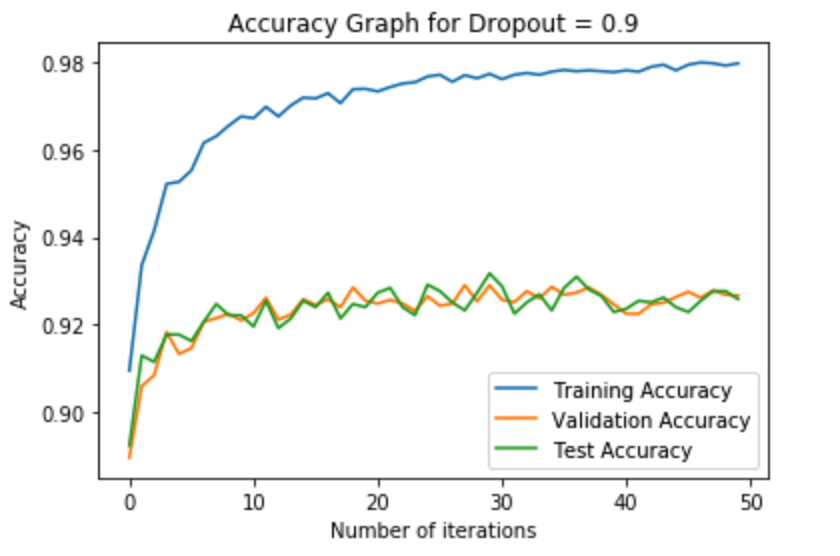 Accuracy Graph for Dropout = 0.9
0.98
0.96
0.94
0.92
0.90
Accuracy
Training Accuracy
Validation Accuracy
Test Accuracy
0 10 20 30 40 50
Number of iterations